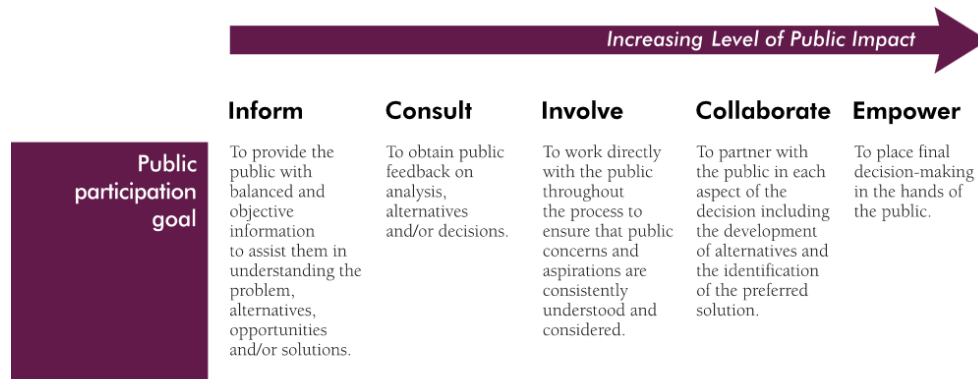 Increasing Level of Public Impact
Inform
Consult
Involve
Collaborate
Empower
Public
participation
goal
To provide the
public with
balanced and
objective
information
to assist them in
understanding the
problem,
alternatives,
opportunities
and/or solutions.
To obtain public
feedback on
analysis,
alternatives
and/or decisions.
To work directly
with the public
throughout
the process to
ensure that public
concerns and
aspirations are
consistently
understood and
considered.
To partner with
the public in each
aspect of the
decision including
the development
of alternatives and
the identification
of the preferred
solution.
To place final
decision-making
in the hands of
the public.